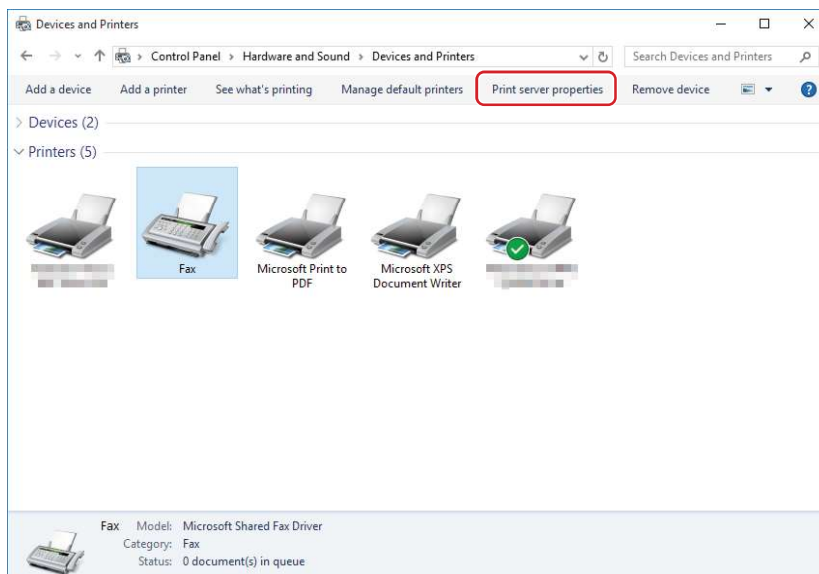 Devices and Printers
Control Panel > Hardware and Sound > Devices and Printers
Search Devices and Printers
Add a device Add a printer See what's printing Manage default printers Print server properties Remove device
Devices (2)
Printers (5)
Fax
Microsoft Print to PDF
Microsoft XPS Document Writer
Fax Model: Microsoft Shared Fax Driver
Category: Fax
Status: 0 document(s) in queue